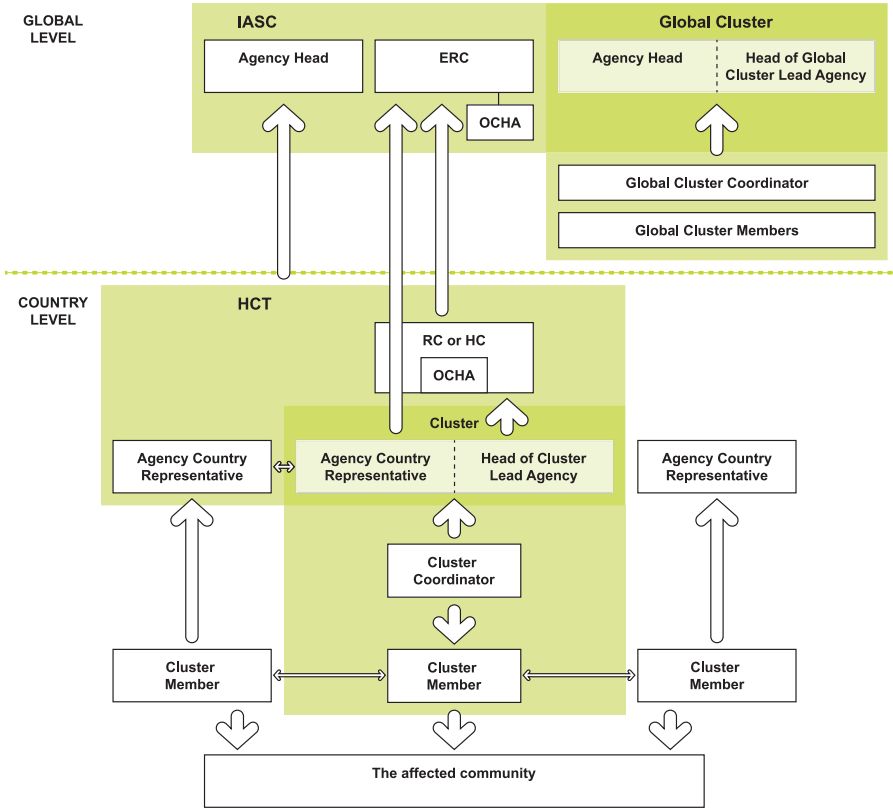 GLOBAL
LEVEL
IASC
Global Cluster
Agency Head
ERC
Agency Head
Head of Global
Cluster Lead Agency
OCHA
Global Cluster Coordinator
Global Cluster Members
COUNTRY
LEVEL
HCT
RC or HC
OCHA
Cluster
Agency Country
Representative
Agency Country
Representative
Head of Cluster
Lead Agency
Agency Country
Representative
Cluster
Coordinator
Cluster
Member
Cluster
Member
Cluster
Member
The affected community